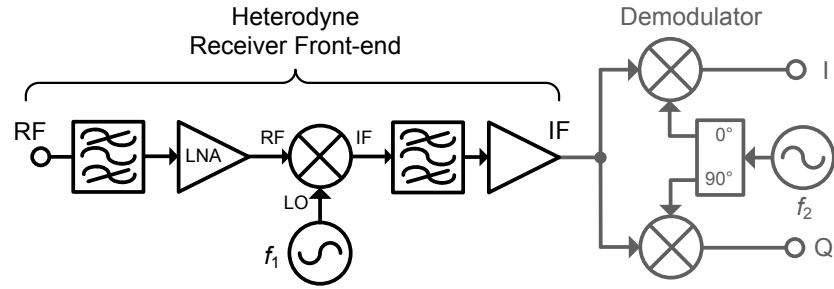 Heterodyne
Receiver Front-end
Demodulator
RF
LNA
RF
IF
LO
f1
IF
0°
90°
f2
I
Q